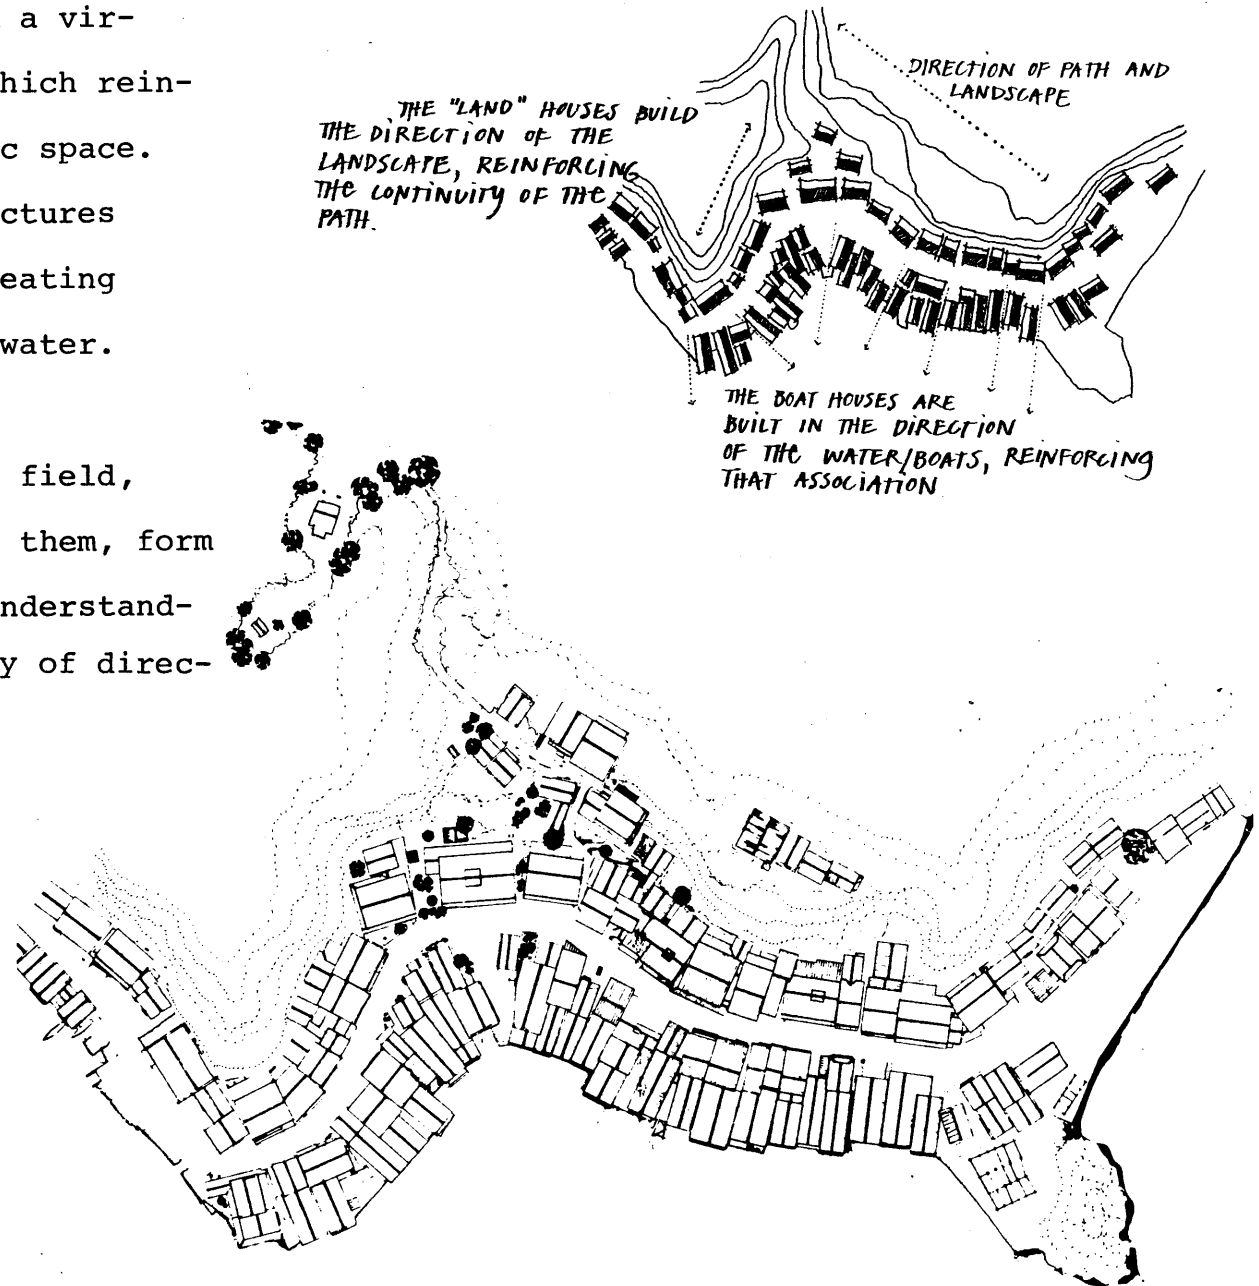 a vir-
hich rein-
c space.
ctures
eating
water.
field,
them, form
nderstand-
y of direc-
THE "LAND" HOUSES BUILD
THE DIRECTION OF THE
LANDSCAPE, REINFORCING
THE CONTINUITY OF THE
PATH.
DIRECTION OF PATH AND
LANDSCAPE
THE BOAT HOUSES ARE
BUILT IN THE DIRECTION
OF THE WATER/BOATS, REINFORCING
THAT ASSOCIATION